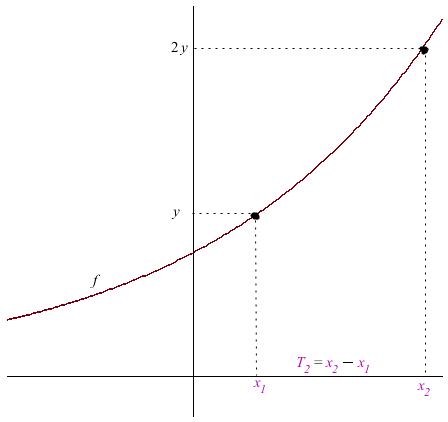 2y
y
f
T₂ = x₂ − x₁
x₁
x₂